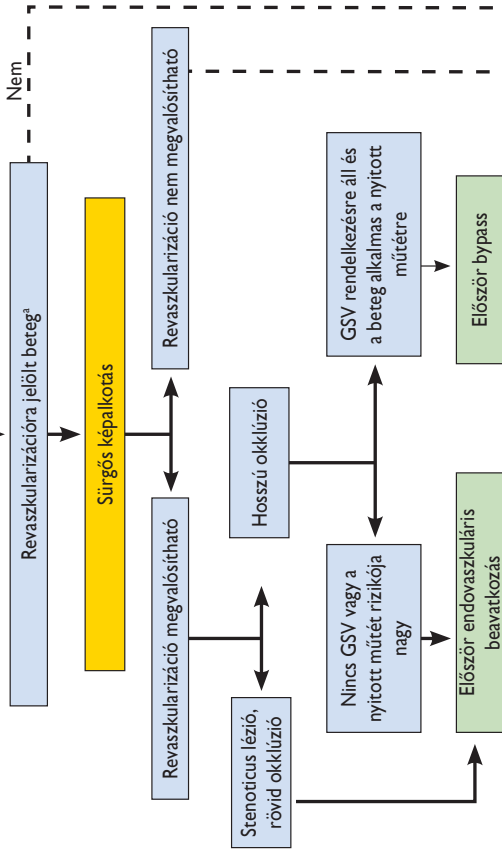 Nem
Revaszkularizációra jelölt betegᵃ
Sürgős képalkotás
Revaszkularizáció megvalósítható
Revaszkularizáció nem megvalósítható
Stenoticus lézió,
rövid okklúzió
Hosszú okklúzió
Nincs GSV vagy a
nyitott műtét rizikója
nagy
GSV rendelkezésre áll és
a beteg alkalmas a nyitott
műtétre
Először endovaszkuláris
beavatkozás
Először bypass